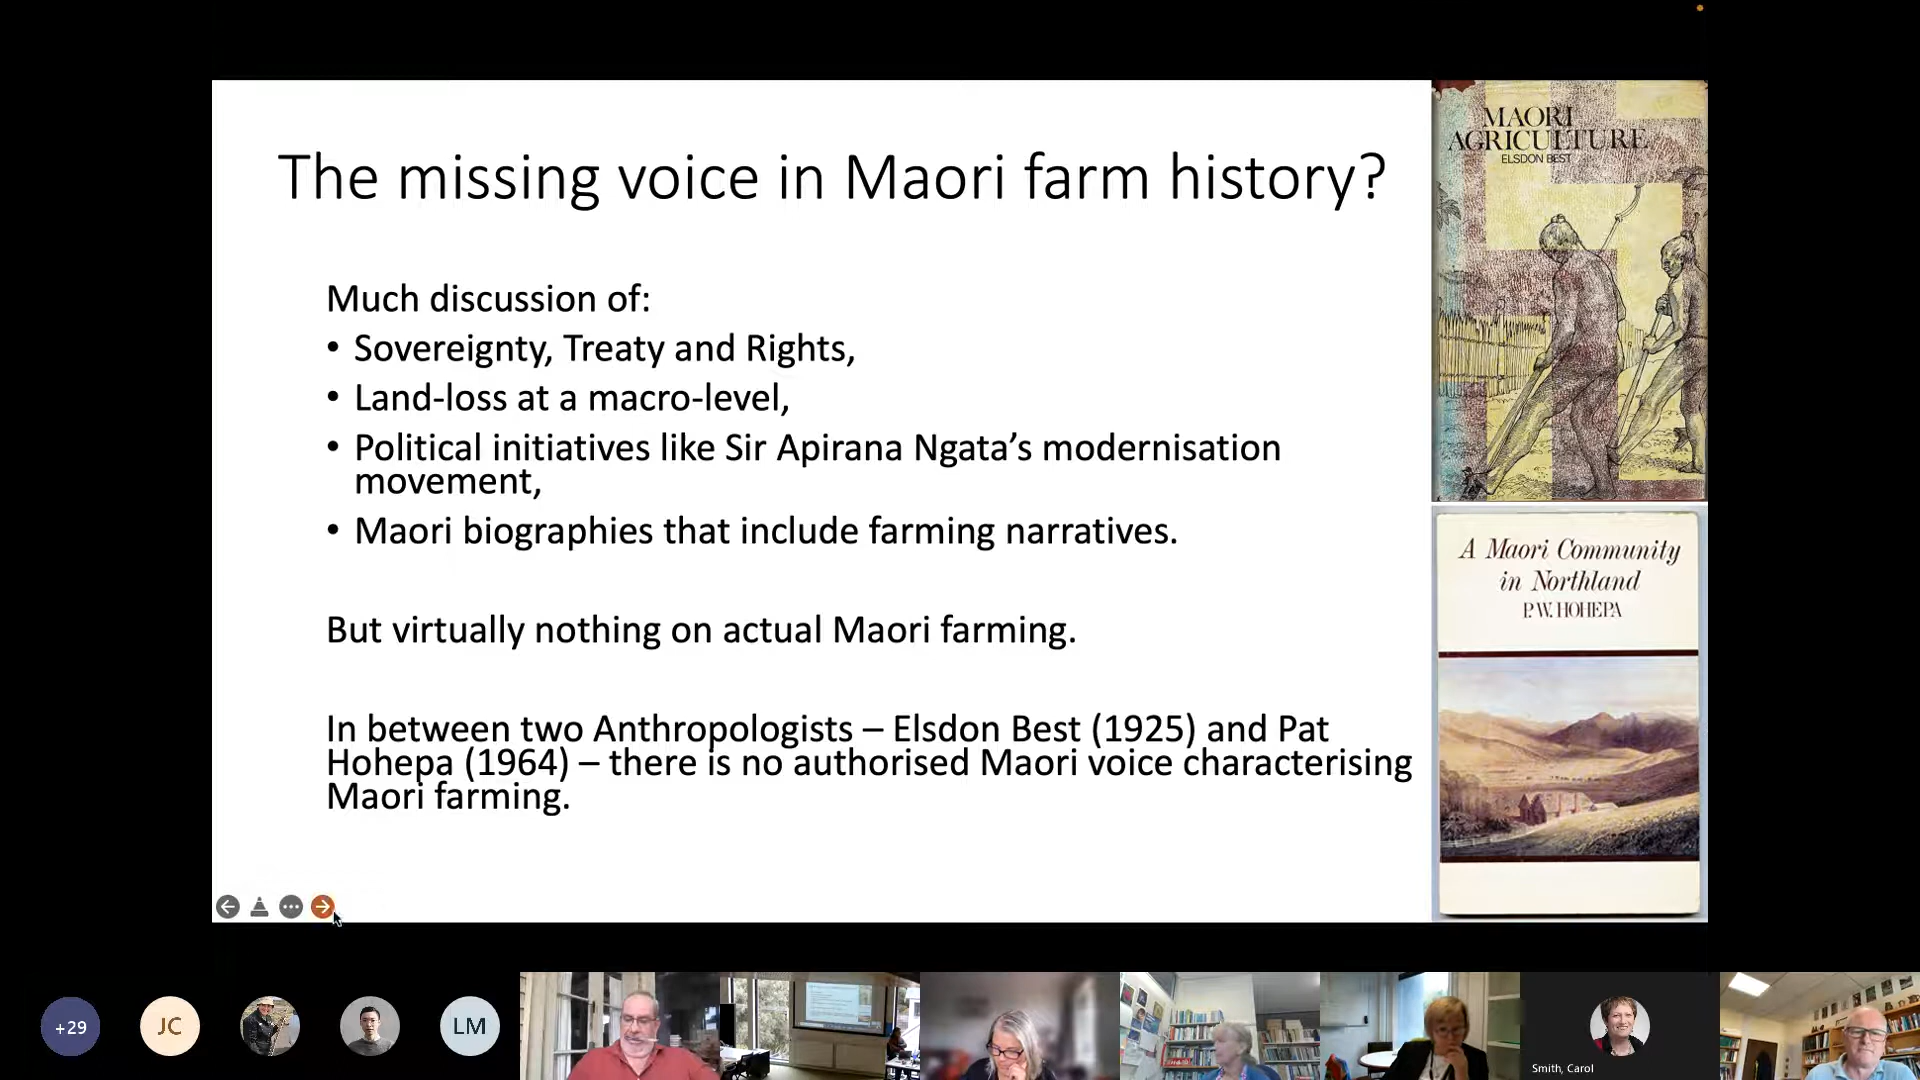 The missing voice in Maori farm history?
Much discussion of:
• Sovereignty, Treaty and Rights,
• Land-loss at a macro-level,
• Political initiatives like Sir Apirana Ngata’s modernisation
movement,
• Maori biographies that include farming narratives.
But virtually nothing on actual Maori farming.
In between two Anthropologists – Elsdon Best (1925) and Pat
Hohepa (1964) – there is no authorised Maori voice characterising
Maori farming.
MAORI
AGRICULTURE
ELSDON BEST
A Maori Community
in Northland
P. W. HOHEPA
+29
JC
LM
Smith, Carol